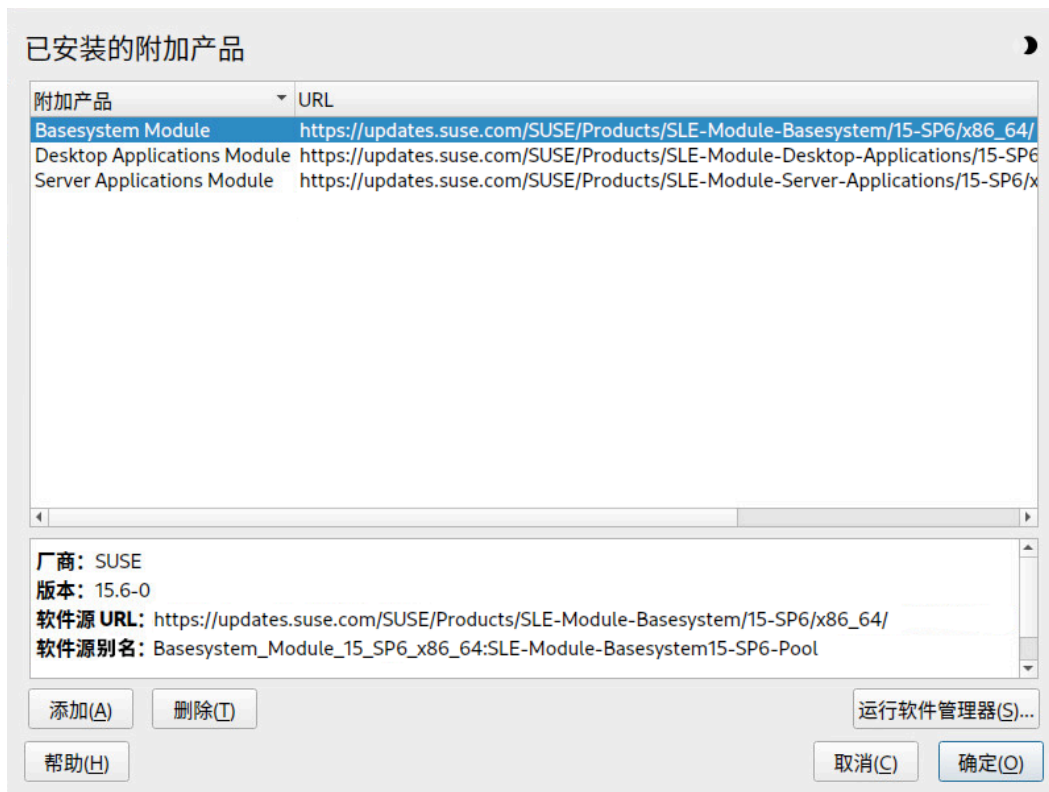 已安装的附加产品
附加产品 URL
Basesystem Module https://updates.suse.com/SUSE/Products/SLE-Module-Basesystem/15-SP6/x86_64/
Desktop Applications Module https://updates.suse.com/SUSE/Products/SLE-Module-Desktop-Applications/15-SP6
Server Applications Module https://updates.suse.com/SUSE/Products/SLE-Module-Server-Applications/15-SP6/x
厂商：SUSE
版本：15.6-0
软件源 URL：https://updates.suse.com/SUSE/Products/SLE-Module-Basesystem/15-SP6/x86_64/
软件源别名：Basesystem_Module_15_SP6_x86_64:SLE-Module-Basesystem15-SP6-Pool
添加(A) 删除(T) 运行软件管理器(S)...
帮助(H) 取消(C) 确定(O)